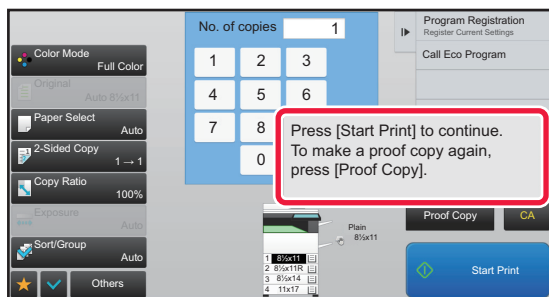 No. of copies
1
Program Registration
Register Current Settings
Call Eco Program
Color Mode
Full Color
Original
Auto 8½x11
Paper Select
Auto
2-Sided Copy
1→1
Copy Ratio
100%
Exposure
Auto
Sort/Group
Auto
Others
1 2 3
4 5 6
7 8
0
Press [Start Print] to continue.
To make a proof copy again,
press [Proof Copy].
Plain
8½x11
1 8½x11
2 8½x11R
3 8½x14
4 11x17
Proof Copy
CA
Start Print